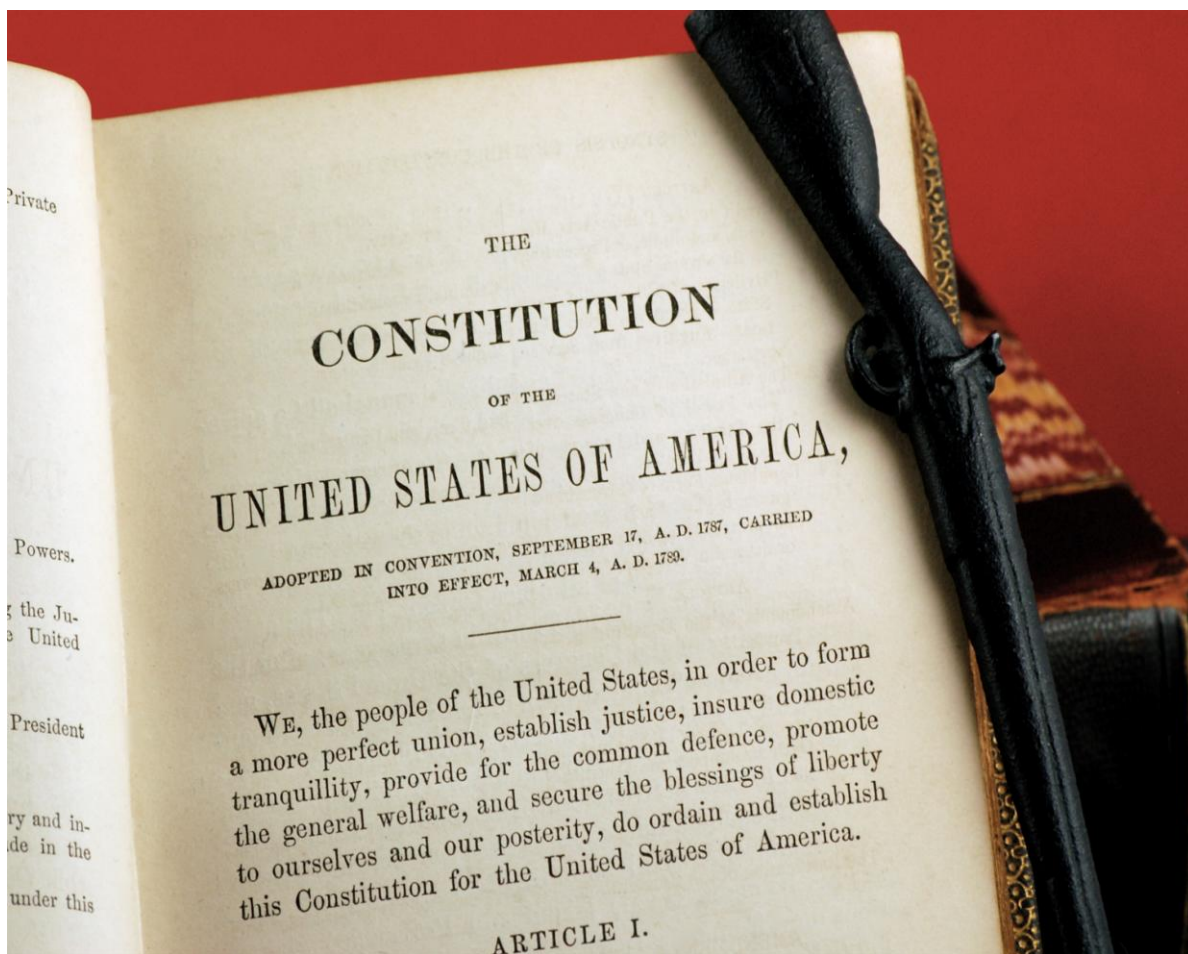 Private
Powers.
the Ju-
United
President
ry and in-
de in the
under this
THE
CONSTITUTION
OF THE
UNITED STATES OF AMERICA,
ADOPTED IN CONVENTION, SEPTEMBER 17, A. D. 1787, CARRIED
INTO EFFECT, MARCH 4, A. D. 1789.
WE, the people of the United States, in order to form
a more perfect union, establish justice, insure domestic
tranquillity, provide for the common defence, promote
the general welfare, and secure the blessings of liberty
to ourselves and our posterity, do ordain and establish
this Constitution for the United States of America.
ARTICLE I.